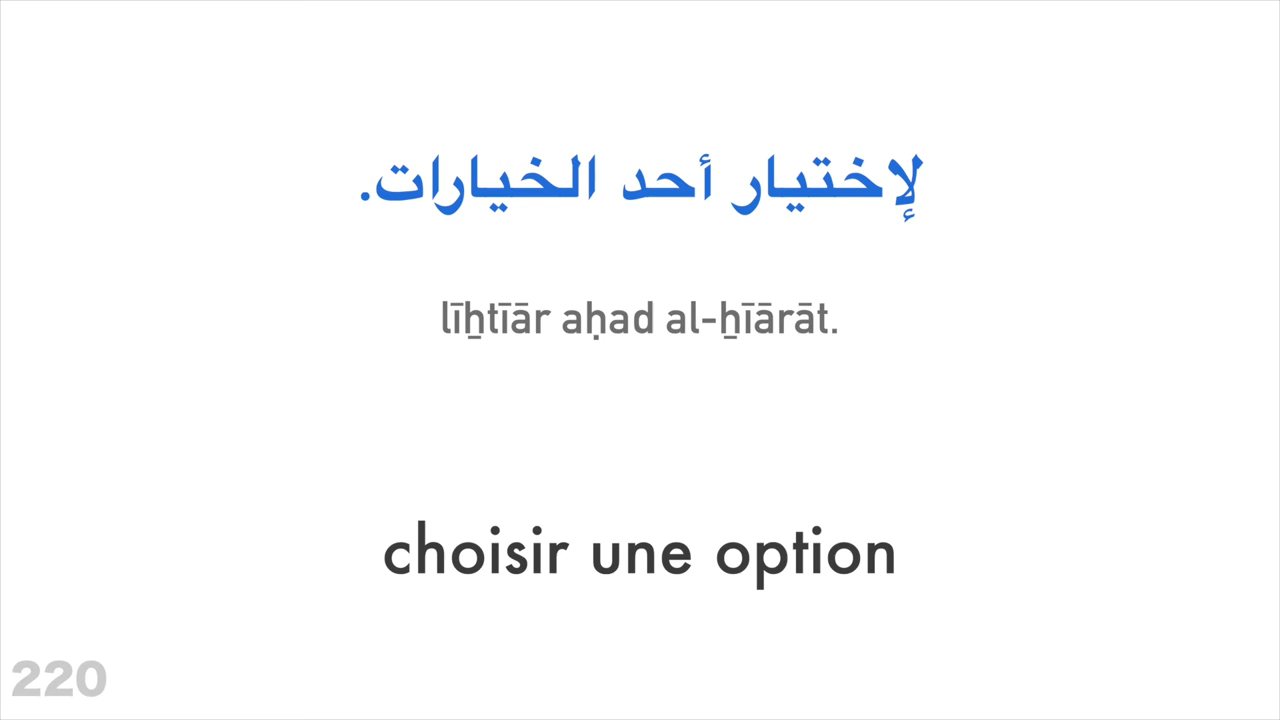 لإختيار أحد الخيارات.
līẖtīār aḥad al-ẖīārāt.
choisir une option
220